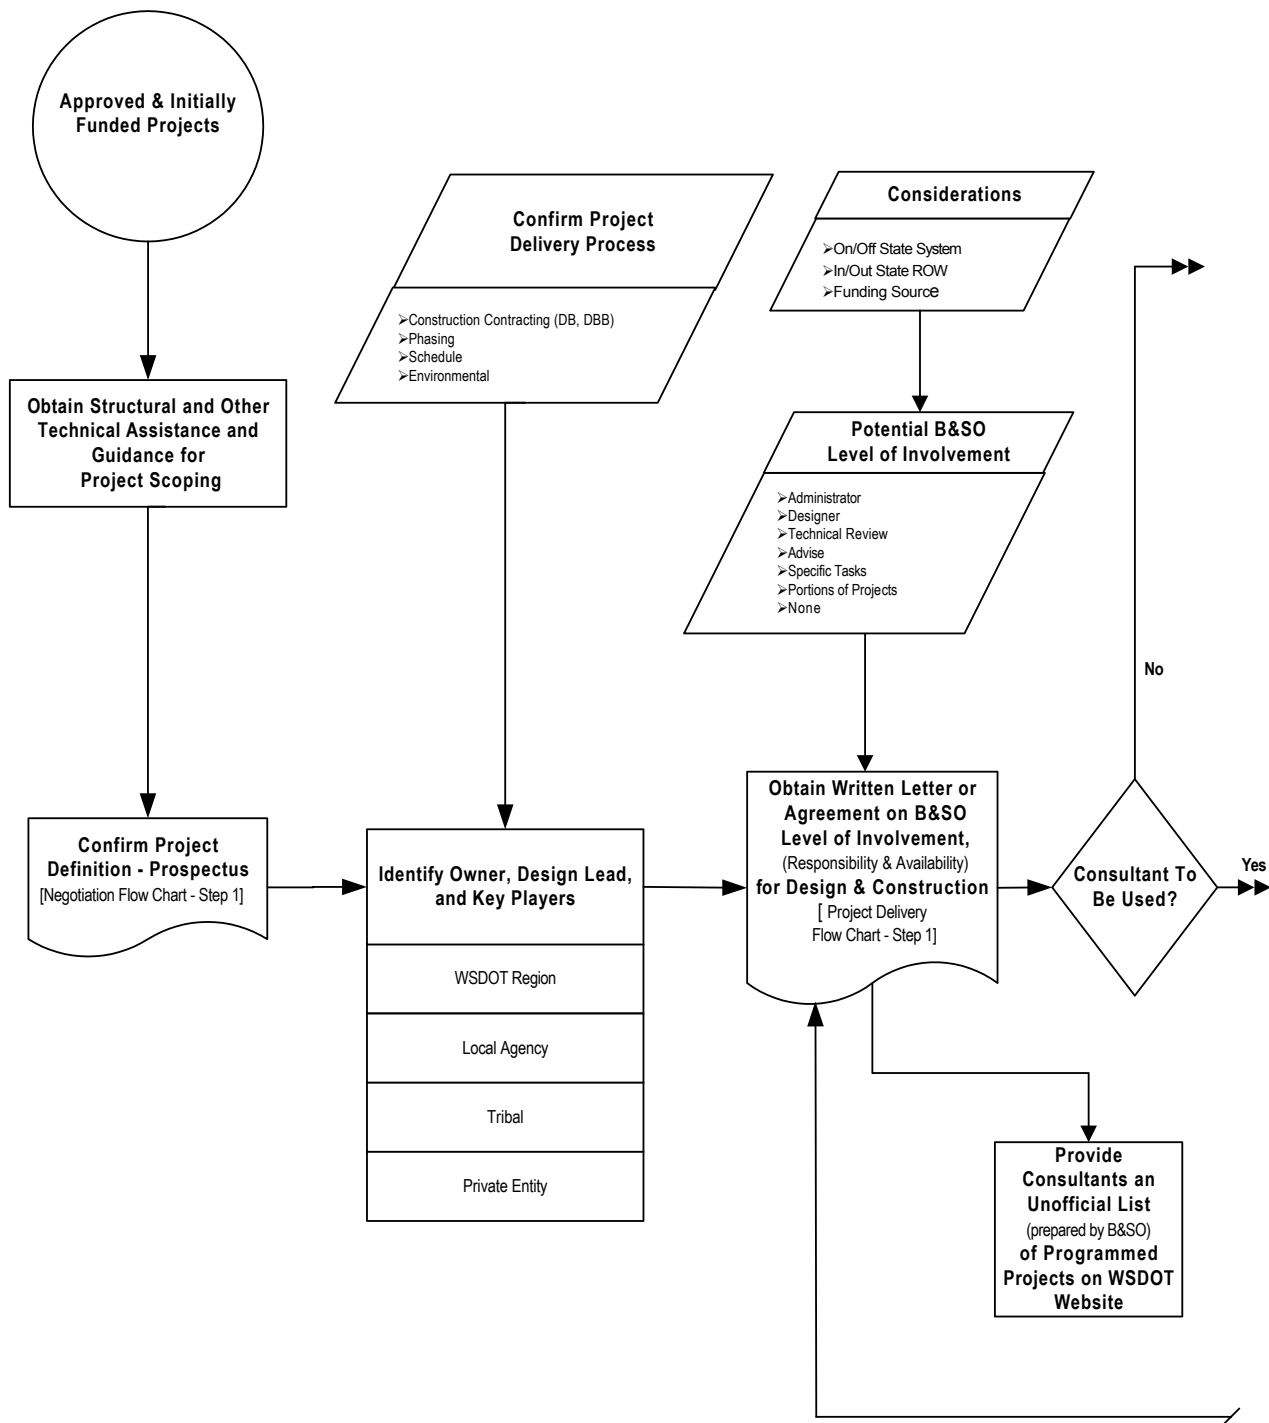 Approved & Initially
Funded Projects
Obtain Structural and Other
Technical Assistance and
Guidance for
Project Scoping
Confirm Project
Definition - Prospectus
[Negotiation Flow Chart - Step 1]
Confirm Project
Delivery Process
➢Construction Contracting (DB, DBB)
➢Phasing
➢Schedule
➢Environmental
Identify Owner, Design Lead,
and Key Players
WSDOT Region
Local Agency
Tribal
Private Entity
Considerations
➢On/Off State System
➢In/Out State ROW
➢Funding Source
Potential B&SO
Level of Involvement
➢Administrator
➢Designer
➢Technical Review
➢Advise
➢Specific Tasks
➢Portions of Projects
➢None
Obtain Written Letter or
Agreement on B&SO
Level of Involvement,
(Responsibility & Availability)
for Design & Construction
[ Project Delivery
Flow Chart - Step 1]
Consultant To
Be Used?
No
Yes
Provide
Consultants an
Unofficial List
(prepared by B&SO)
of Programmed
Projects on WSDOT
Website